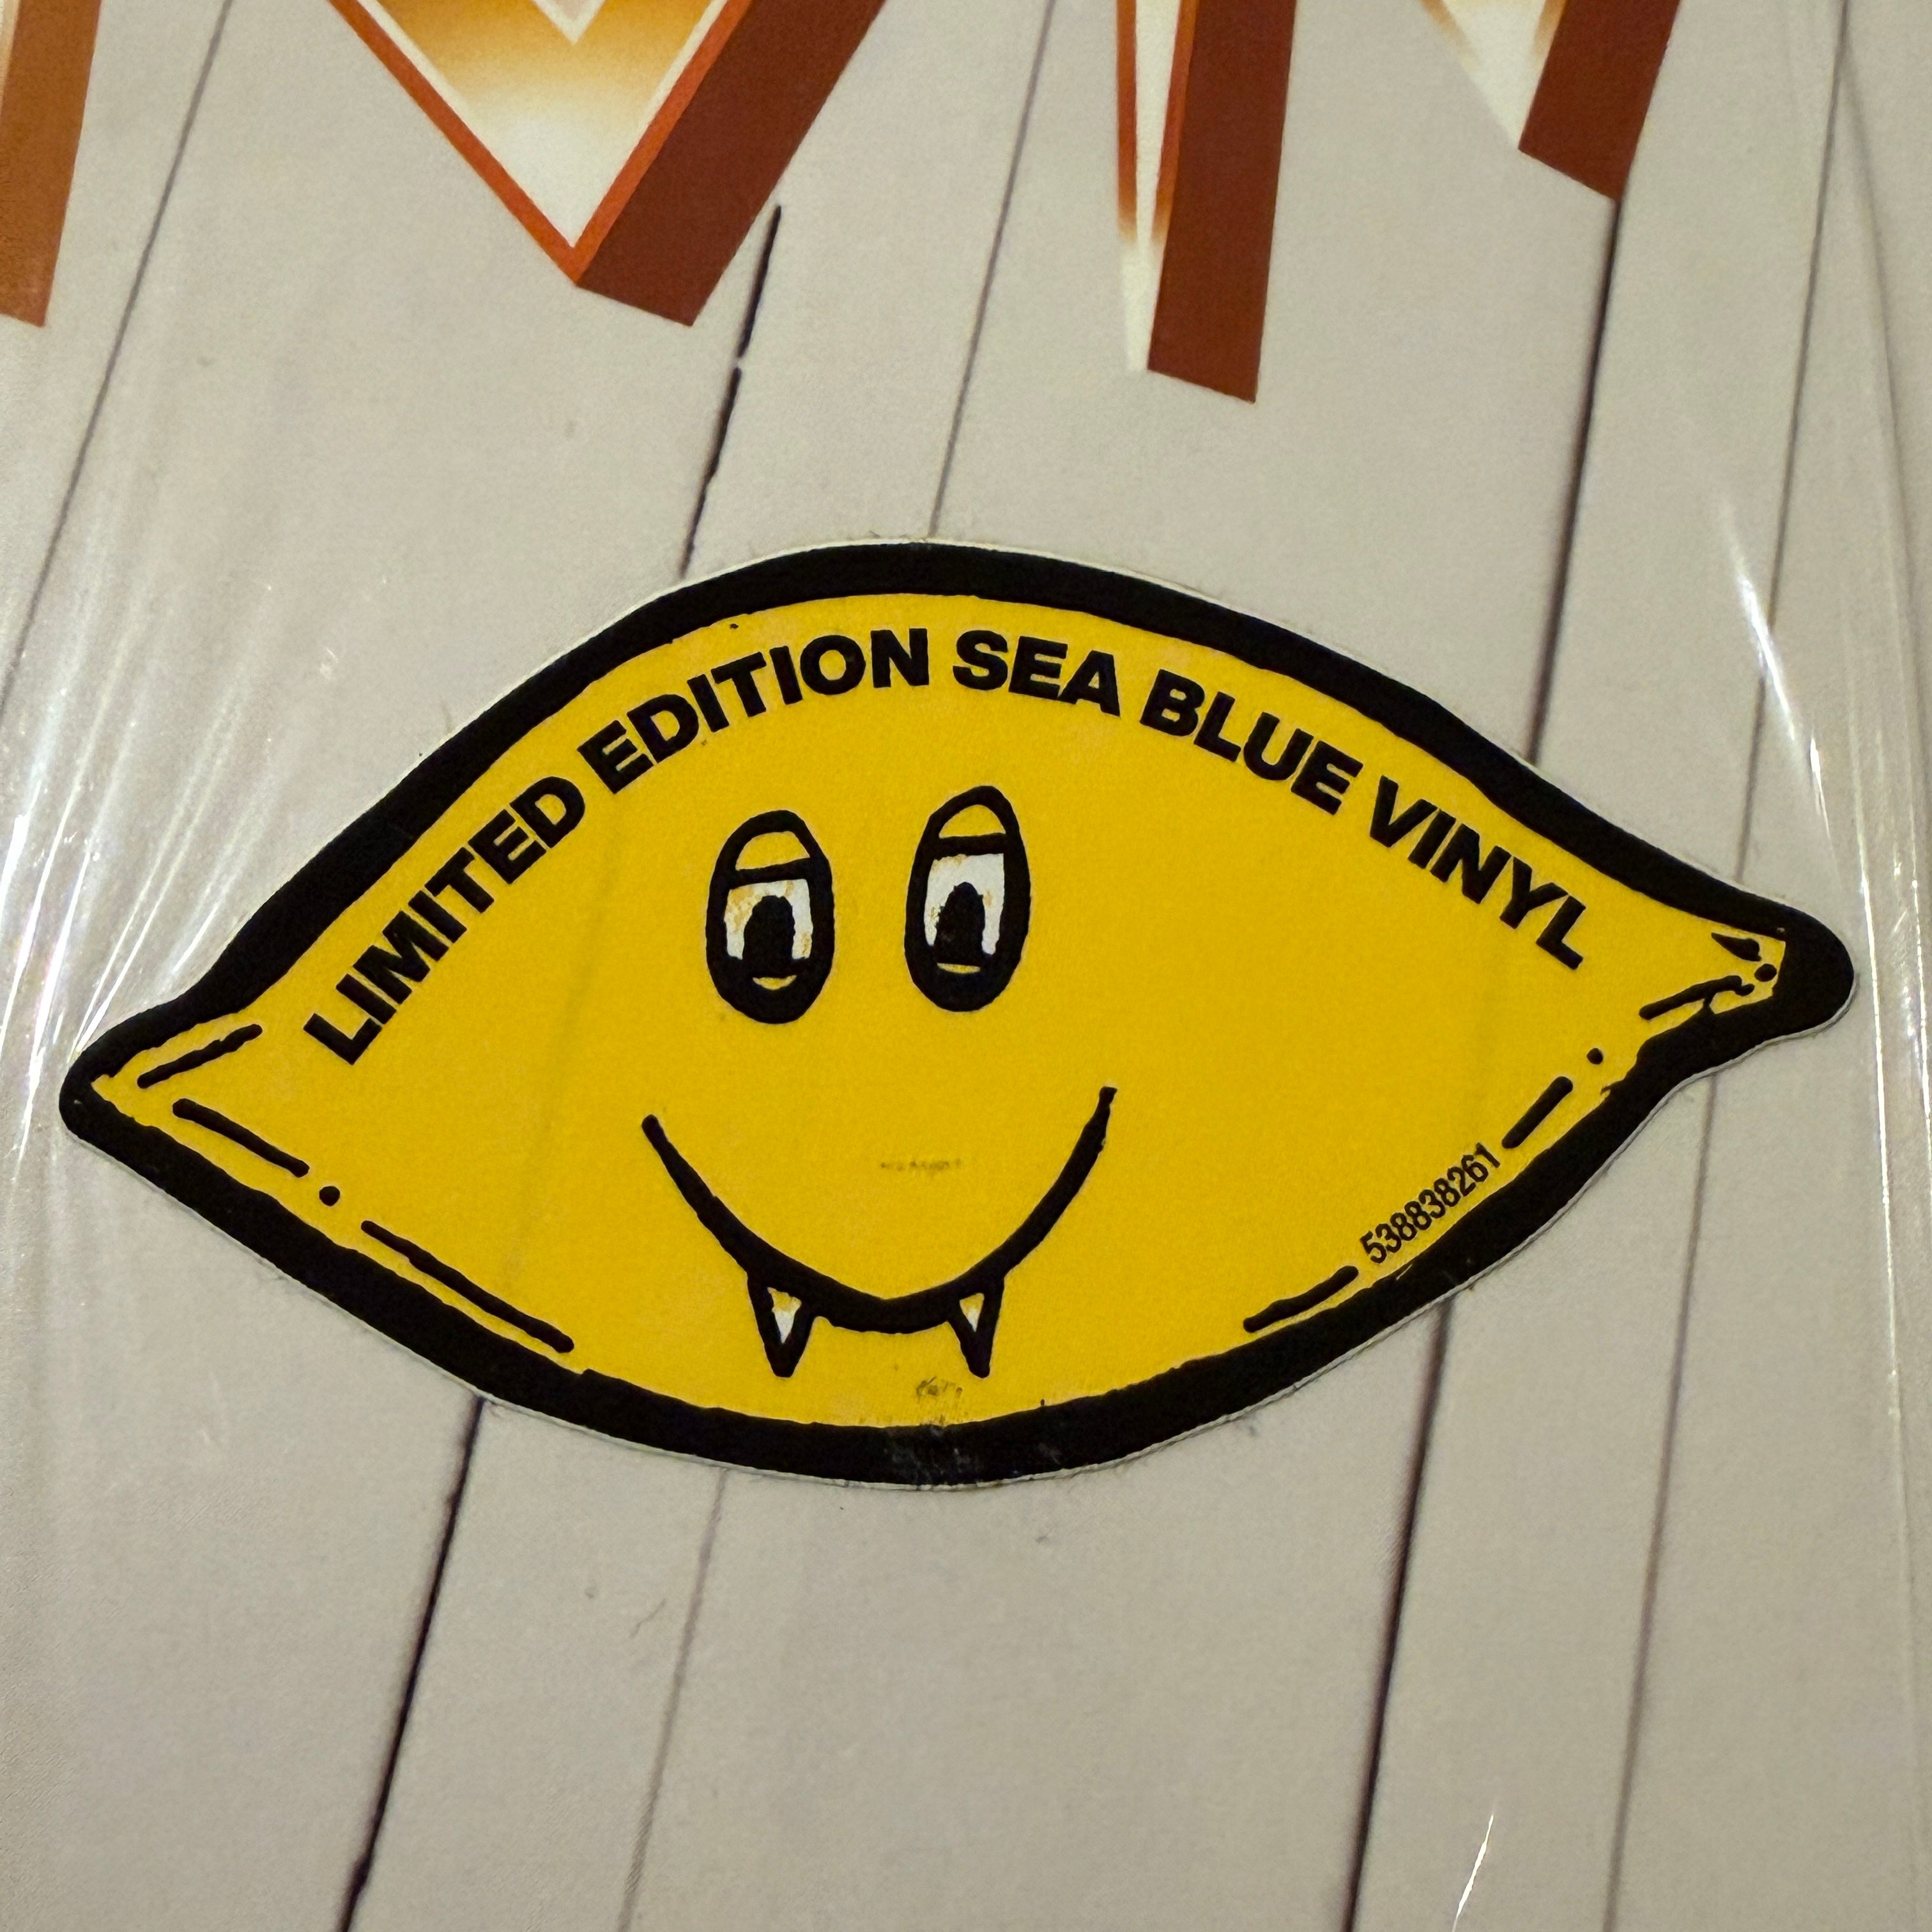 LIMITED EDITION SEA BLUE VINYL
538838261